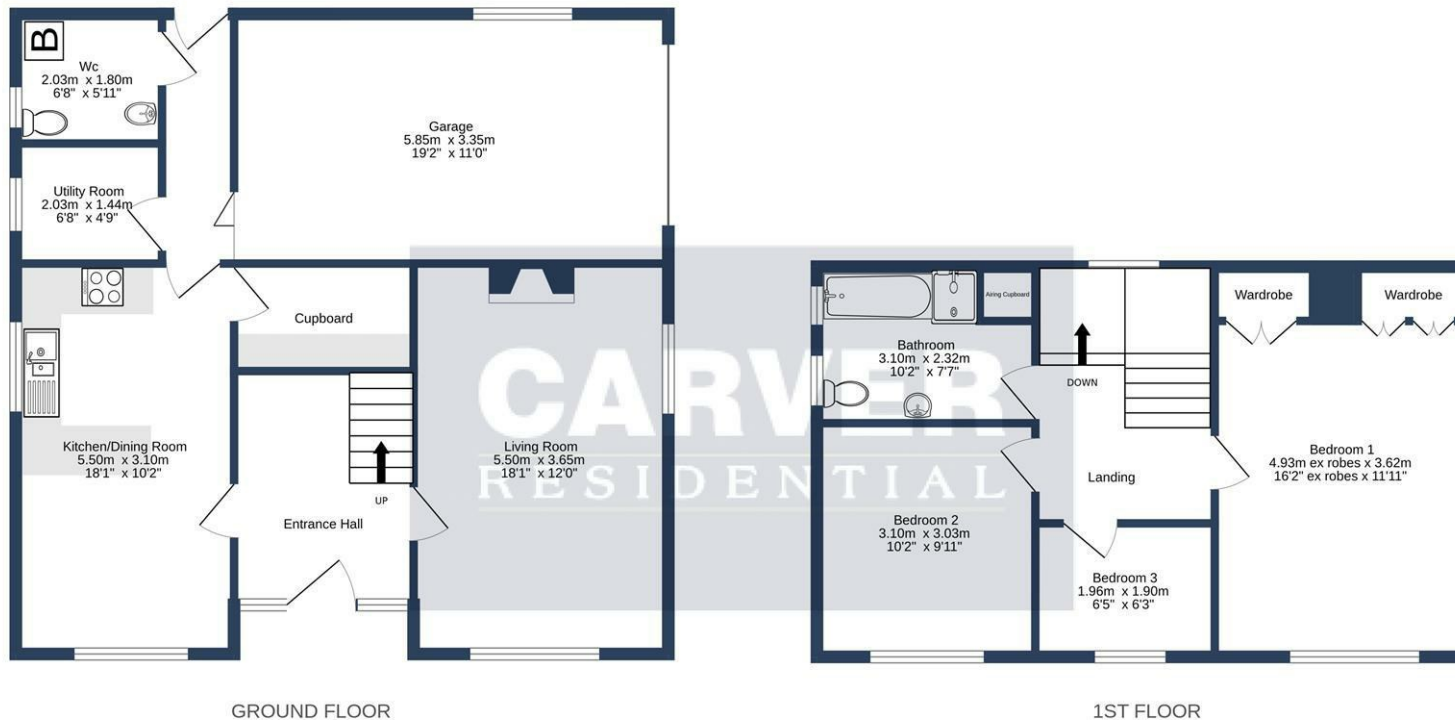 B
Wc
2.03m x 1.80m
6'8" x 5'11"
Garage
5.85m x 3.35m
19'2" x 11'0"
Utility Room
2.03m x 1.44m
6'8" x 4'9"
Cupboard
Kitchen/Dining Room
5.50m x 3.10m
18'1" x 10'2"
UP
Entrance Hall
Living Room
5.50m x 3.65m
18'1" x 12'0"
CARVER
RESIDENTIAL
Airing Cupboard
Wardrobe
Wardrobe
Bathroom
3.10m x 2.32m
10'2" x 7'7"
DOWN
Bedroom 1
4.93m ex robes x 3.62m
16'2" ex robes x 11'11"
Landing
Bedroom 2
3.10m x 3.03m
10'2" x 9'11"
Bedroom 3
1.96m x 1.90m
6'5" x 6'3"
GROUND FLOOR
1ST FLOOR